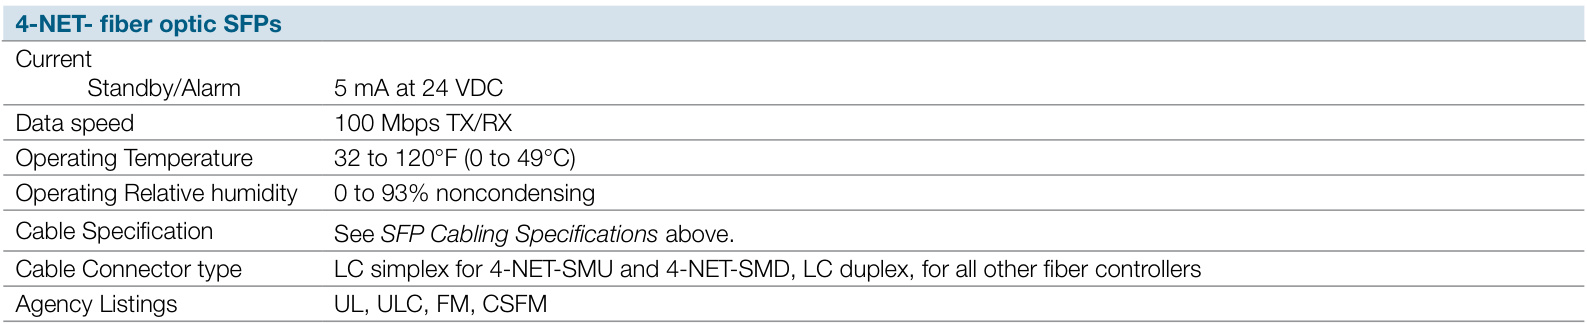 4-NET- fiber optic SFPs
Current
Standby/Alarm 5 mA at 24 VDC
Data speed 100 Mbps TX/RX
Operating Temperature 32 to 120°F (0 to 49°C)
Operating Relative humidity 0 to 93% noncondensing
Cable Specification See SFP Cabling Specifications above.
Cable Connector type LC simplex for 4-NET-SMU and 4-NET-SMD, LC duplex, for all other fiber controllers
Agency Listings UL, ULC, FM, CSFM